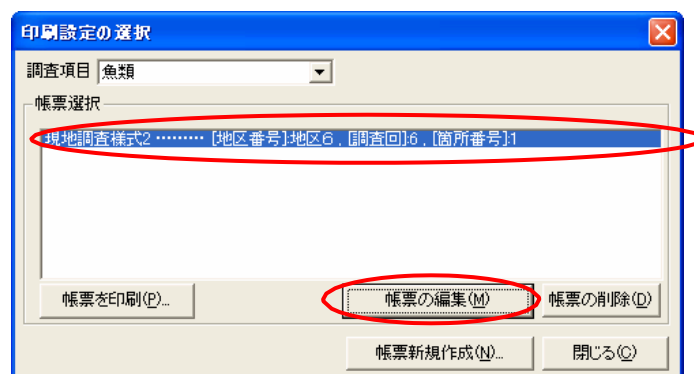 印刷設定の選択
調査項目 魚類
帳票選択
現地調査様式2 ……… [地区番号]:地区6 , [調査回]:6 , [箇所番号]:1
帳票を印刷(P)... 帳票の編集(M) 帳票の削除(D)
帳票新規作成(N)... 閉じる(C)